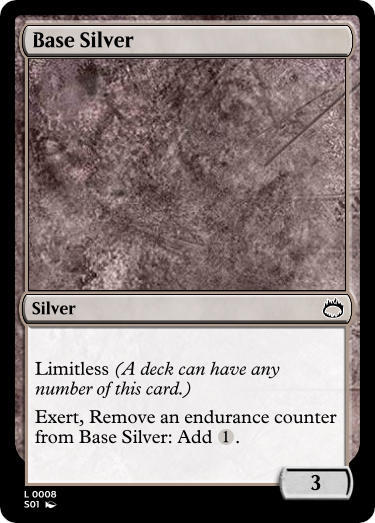 Base Silver
Silver
Limitless (A deck can have any
number of this card.)
Exert, Remove an endurance counter
from Base Silver: Add 1.
3
L 0008
S01